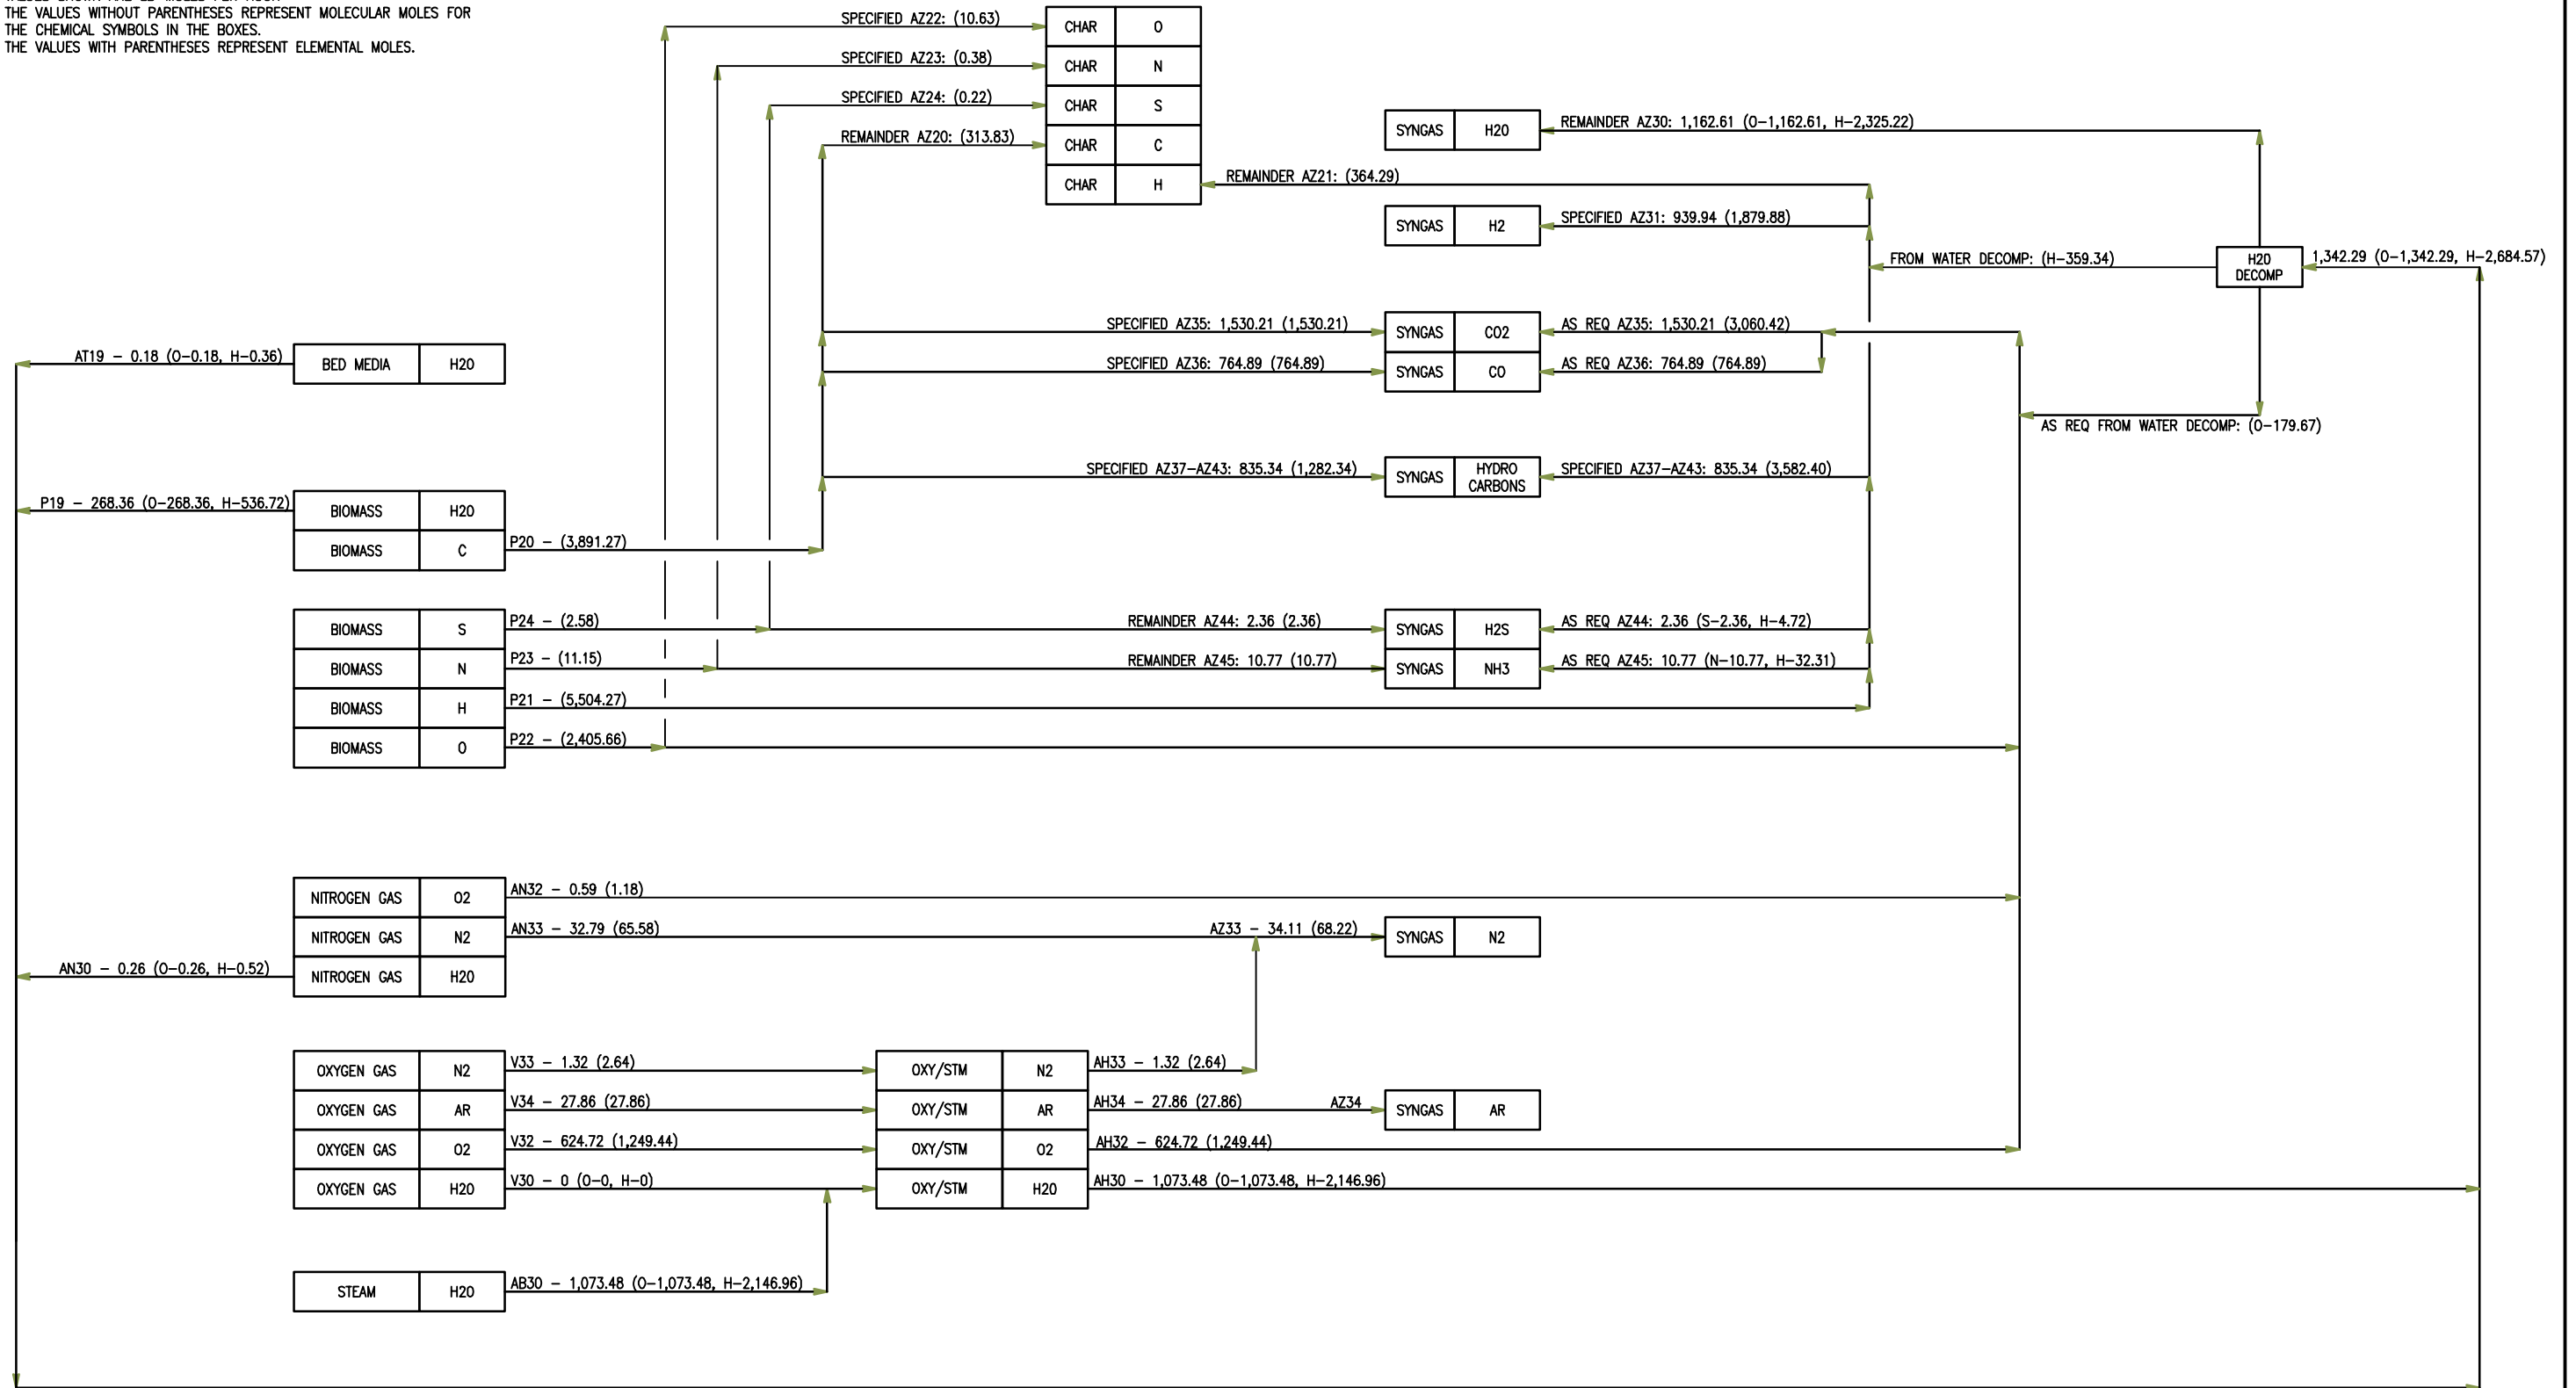 THE VALUES WITHOUT PARENTHESES REPRESENT MOLECULAR MOLES FOR
THE CHEMICAL SYMBOLS IN THE BOXES.
THE VALUES WITH PARENTHESES REPRESENT ELEMENTAL MOLES.
SPECIFIED AZ22: (10.63)
CHAR O
SPECIFIED AZ23: (0.38)
CHAR N
SPECIFIED AZ24: (0.22)
CHAR S
REMAINDER AZ20: (313.83)
CHAR C
CHAR H
REMAINDER AZ21: (364.29)
SYNGAS H20
REMAINDER AZ30: 1,162.61 (O-1,162.61, H-2,325.22)
SYNGAS H2
SPECIFIED AZ31: 939.94 (1,879.88)
FROM WATER DECOMP: (H-359.34)
H20
DECOMP
1,342.29 (O-1,342.29, H-2,684.57)
SPECIFIED AZ35: 1,530.21 (1,530.21)
SYNGAS CO2
AS REQ AZ35: 1,530.21 (3,060.42)
SPECIFIED AZ36: 764.89 (764.89)
SYNGAS CO
AS REQ AZ36: 764.89 (764.89)
AT19 - 0.18 (O-0.18, H-0.36)
BED MEDIA H20
AS REQ FROM WATER DECOMP: (O-179.67)
SPECIFIED AZ37-AZ43: 835.34 (1,282.34)
SYNGAS HYDRO
CARBONS
SPECIFIED AZ37-AZ43: 835.34 (3,582.40)
P19 - 268.36 (O-268.36, H-536.72)
BIOMASS H20
BIOMASS C
P20 - (3,891.27)
BIOMASS S
P24 - (2.58)
REMAINDER AZ44: 2.36 (2.36)
SYNGAS H2S
AS REQ AZ44: 2.36 (S-2.36, H-4.72)
BIOMASS N
P23 - (11.15)
REMAINDER AZ45: 10.77 (10.77)
SYNGAS NH3
AS REQ AZ45: 10.77 (N-10.77, H-32.31)
BIOMASS H
P21 - (5,504.27)
BIOMASS O
P22 - (2,405.66)
NITROGEN GAS O2
AN32 - 0.59 (1.18)
NITROGEN GAS N2
AN33 - 32.79 (65.58)
AZ33 - 34.11 (68.22)
SYNGAS N2
AN30 - 0.26 (O-0.26, H-0.52)
NITROGEN GAS H20
OXYGEN GAS N2
V33 - 1.32 (2.64)
OXY/STM N2
AH33 - 1.32 (2.64)
OXYGEN GAS AR
V34 - 27.86 (27.86)
OXY/STM AR
AH34 - 27.86 (27.86)
AZ34
SYNGAS AR
OXYGEN GAS O2
V32 - 624.72 (1,249.44)
OXY/STM O2
AH32 - 624.72 (1,249.44)
OXYGEN GAS H20
V30 - 0 (O-0, H-0)
OXY/STM H20
AH30 - 1,073.48 (O-1,073.48, H-2,146.96)
STEAM H20
AB30 - 1,073.48 (O-1,073.48, H-2,146.96)